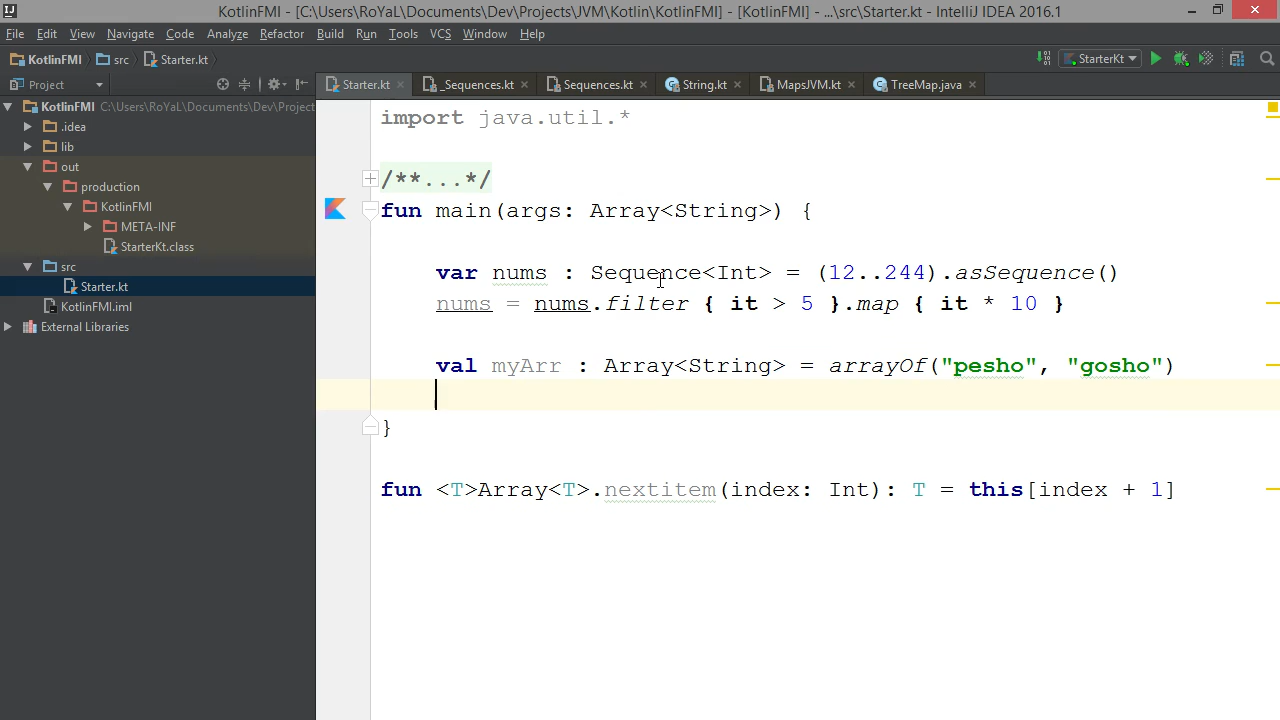 KotlinFMI - [C:\Users\RoYaL\Documents\Dev\Projects\JVM\Kotlin\KotlinFMI] - [KotlinFMI] - ...\src\Starter.kt - IntelliJ IDEA 2016.1
File Edit View Navigate Code Analyze Refactor Build Run Tools VCS Window Help
KotlinFMI src Starter.kt StarterKt
Project
Starter.kt _Sequences.kt Sequences.kt String.kt MapsJVM.kt TreeMap.java
KotlinFMI C:\Users\RoYaL\Documents\Dev\Project
.idea
lib
out
production
KotlinFMI
META-INF
StarterKt.class
src
Starter.kt
KotlinFMI.iml
External Libraries
import java.util.*
/**...*/
fun main(args: Array<String>) {
var nums : Sequence<Int> = (12..244).asSequence()
nums = nums.filter { it > 5 }.map { it * 10 }
val myArr : Array<String> = arrayOf("pesho", "gosho")
}
fun <T>Array<T>.nextitem(index: Int): T = this[index + 1]